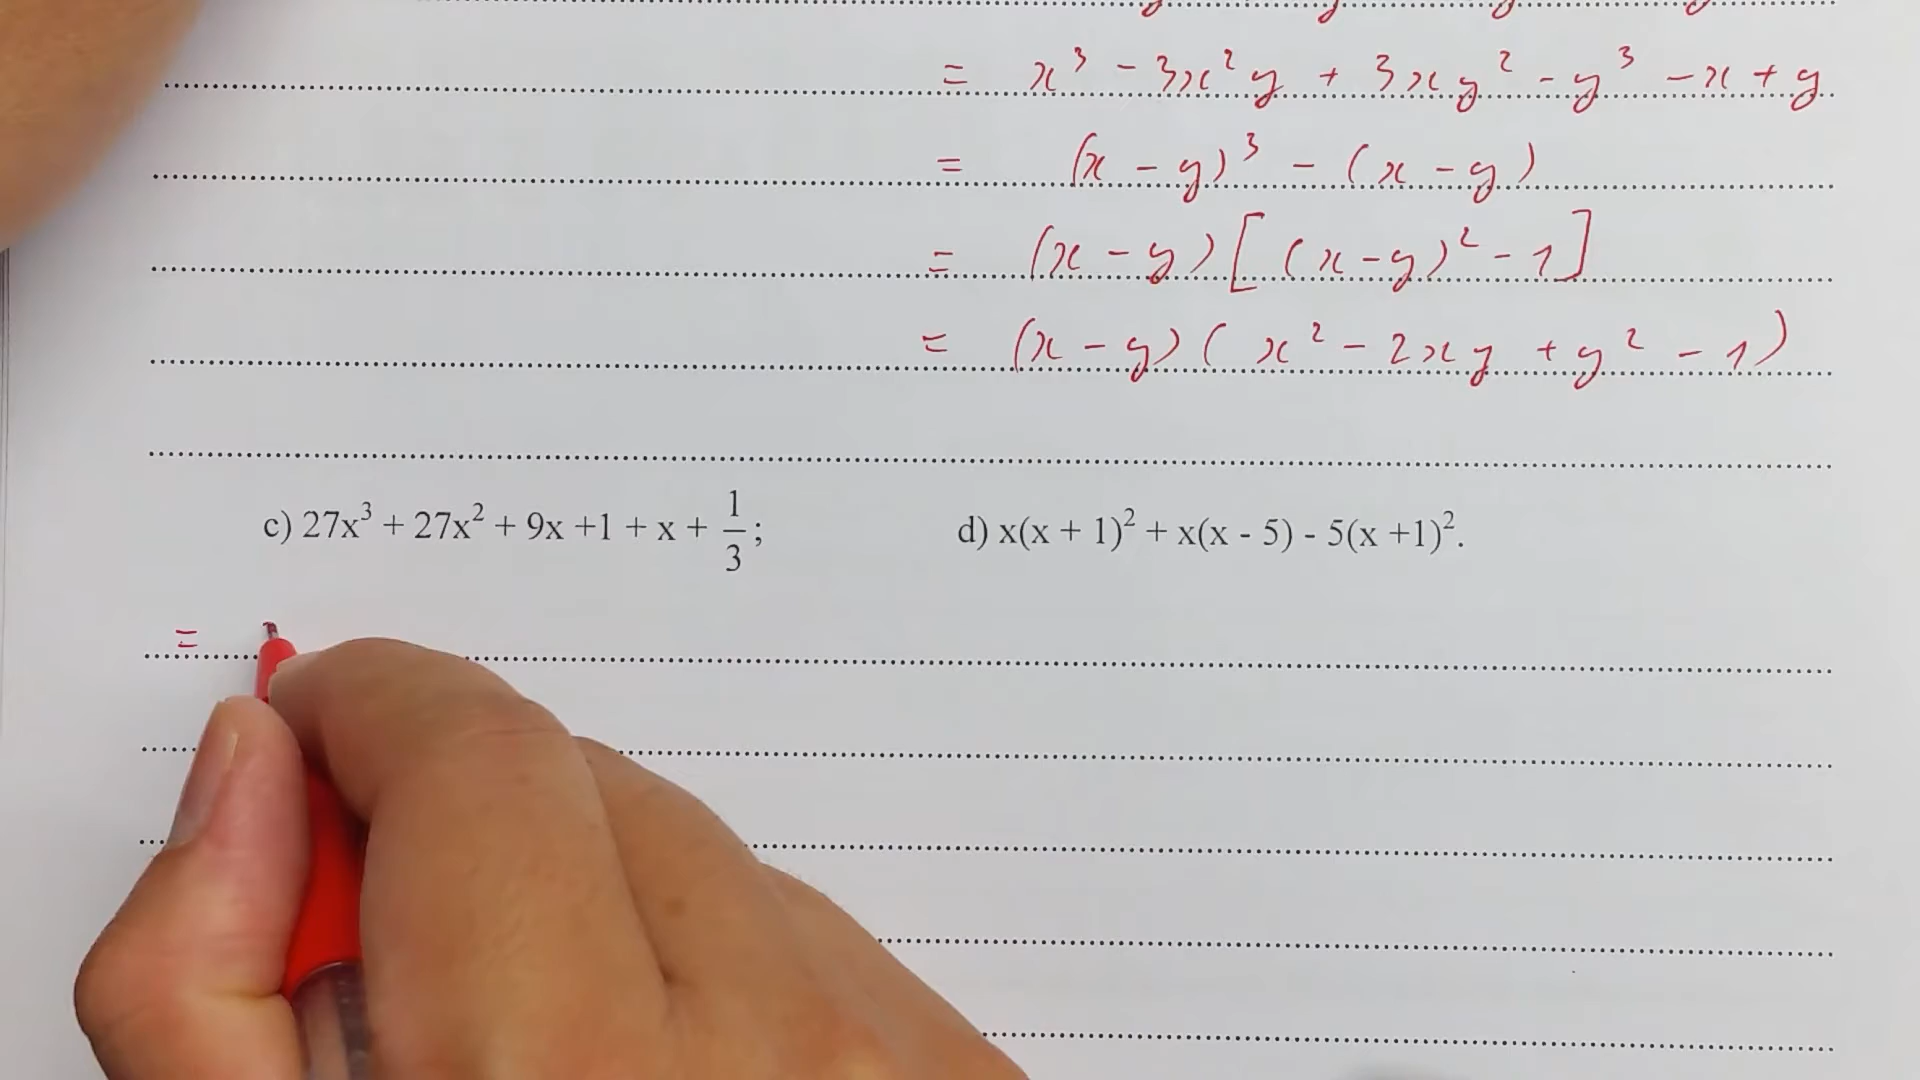 = x³ - 3x²y + 3xy² - y³ - x + y
= (x - y)³ - (x - y)
= (x - y)[(x - y)² - 1]
= (x - y)(x² - 2xy + y² - 1)
c) 27x³ + 27x² + 9x +1 + x + 1/3; d) x(x + 1)² + x(x - 5) - 5(x +1)².
=